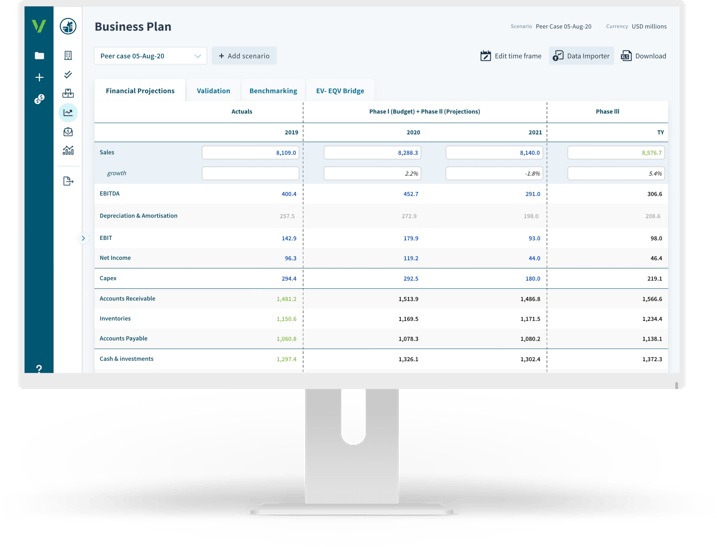 Business Plan
Scenario Peer Case 05-Aug-20 Currency USD millions
Peer case 05-Aug-20 + Add scenario Edit time frame Data Importer Download
Financial Projections Validation Benchmarking EV- EQV Bridge
Actuals Phase I (Budget) + Phase II (Projections) Phase III
2019 2020 2021 TY
Sales 8,109.0 8,286.3 8,140.0 8,576.7
growth 2.2% -1.8% 5.4%
EBITDA 400.4 452.7 291.0 306.6
Depreciation & Amortisation 257.5 272.9 198.0 208.6
EBIT 142.9 179.9 93.0 98.0
Net Income 96.3 119.2 44.0 46.4
Capex 294.4 292.5 180.0 219.1
Accounts Receivable 1,481.2 1,513.9 1,486.8 1,566.6
Inventories 1,150.6 1,169.5 1,171.5 1,234.4
Accounts Payable 1,060.8 1,078.3 1,080.2 1,138.1
Cash & investments 1,297.4 1,326.1 1,302.4 1,372.3
?